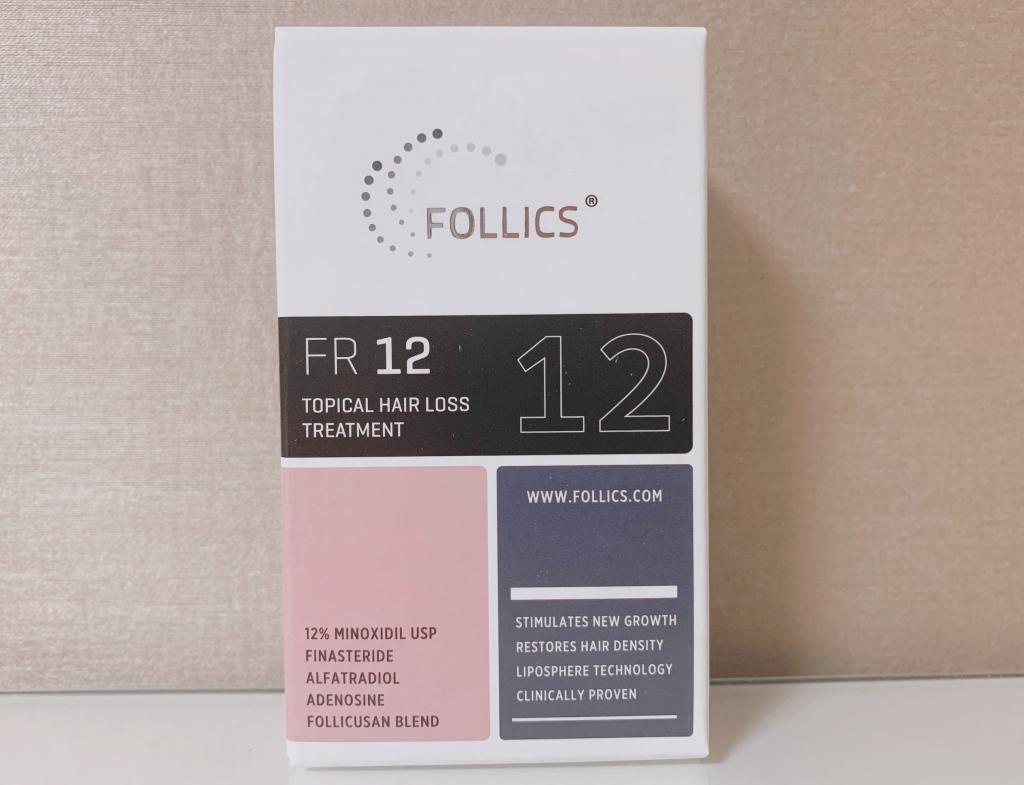 FOLLICS®
FR 12
12
TOPICAL HAIR LOSS
TREATMENT
12% MINOXIDIL USP
FINASTERIDE
ALFATRADIOL
ADENOSINE
FOLLICUSAN BLEND
WWW.FOLLICS.COM
STIMULATES NEW GROWTH
RESTORES HAIR DENSITY
LIPOSPHERE TECHNOLOGY
CLINICALLY PROVEN